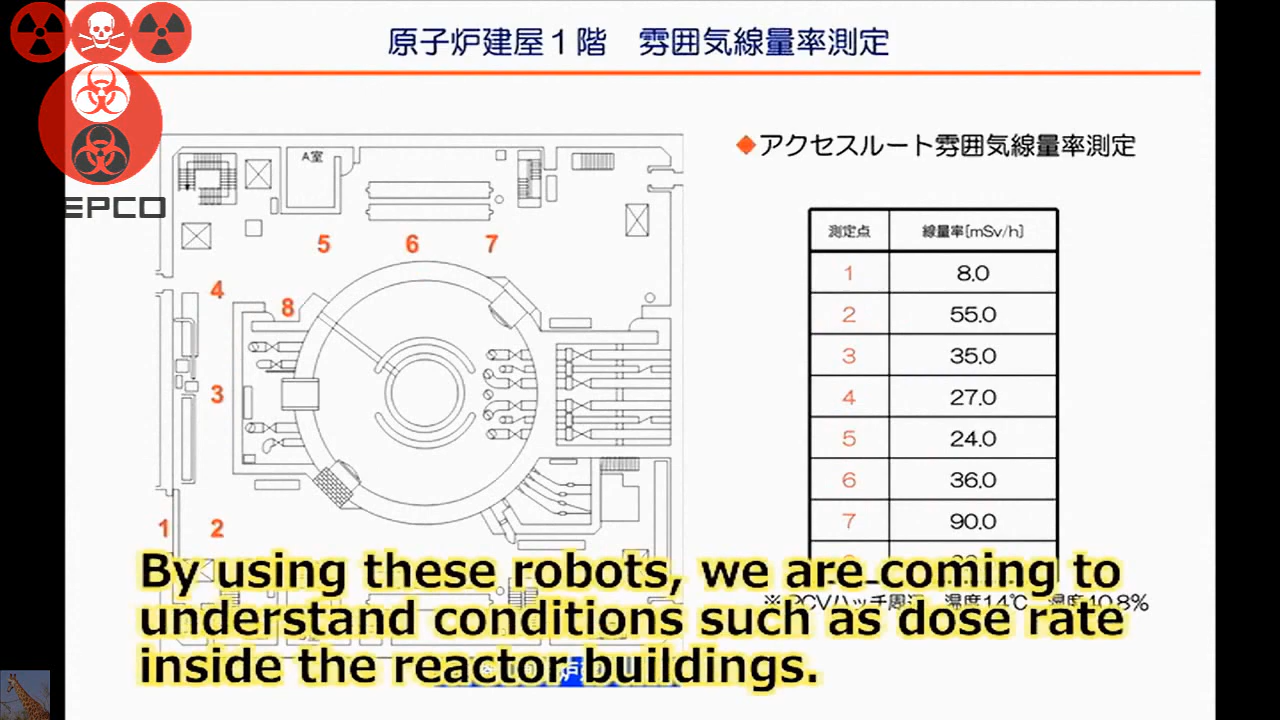 原子炉建屋１階　雰囲気線量率測定
EPCO
◆アクセスルート雰囲気線量率測定
A室
測定点 線量率[mSv/h]
1 8.0
2 55.0
3 35.0
4 27.0
5 24.0
6 36.0
7 90.0
5 6 7
4
8
3
1 2
By using these robots, we are coming to
understand conditions such as dose rate
inside the reactor buildings.